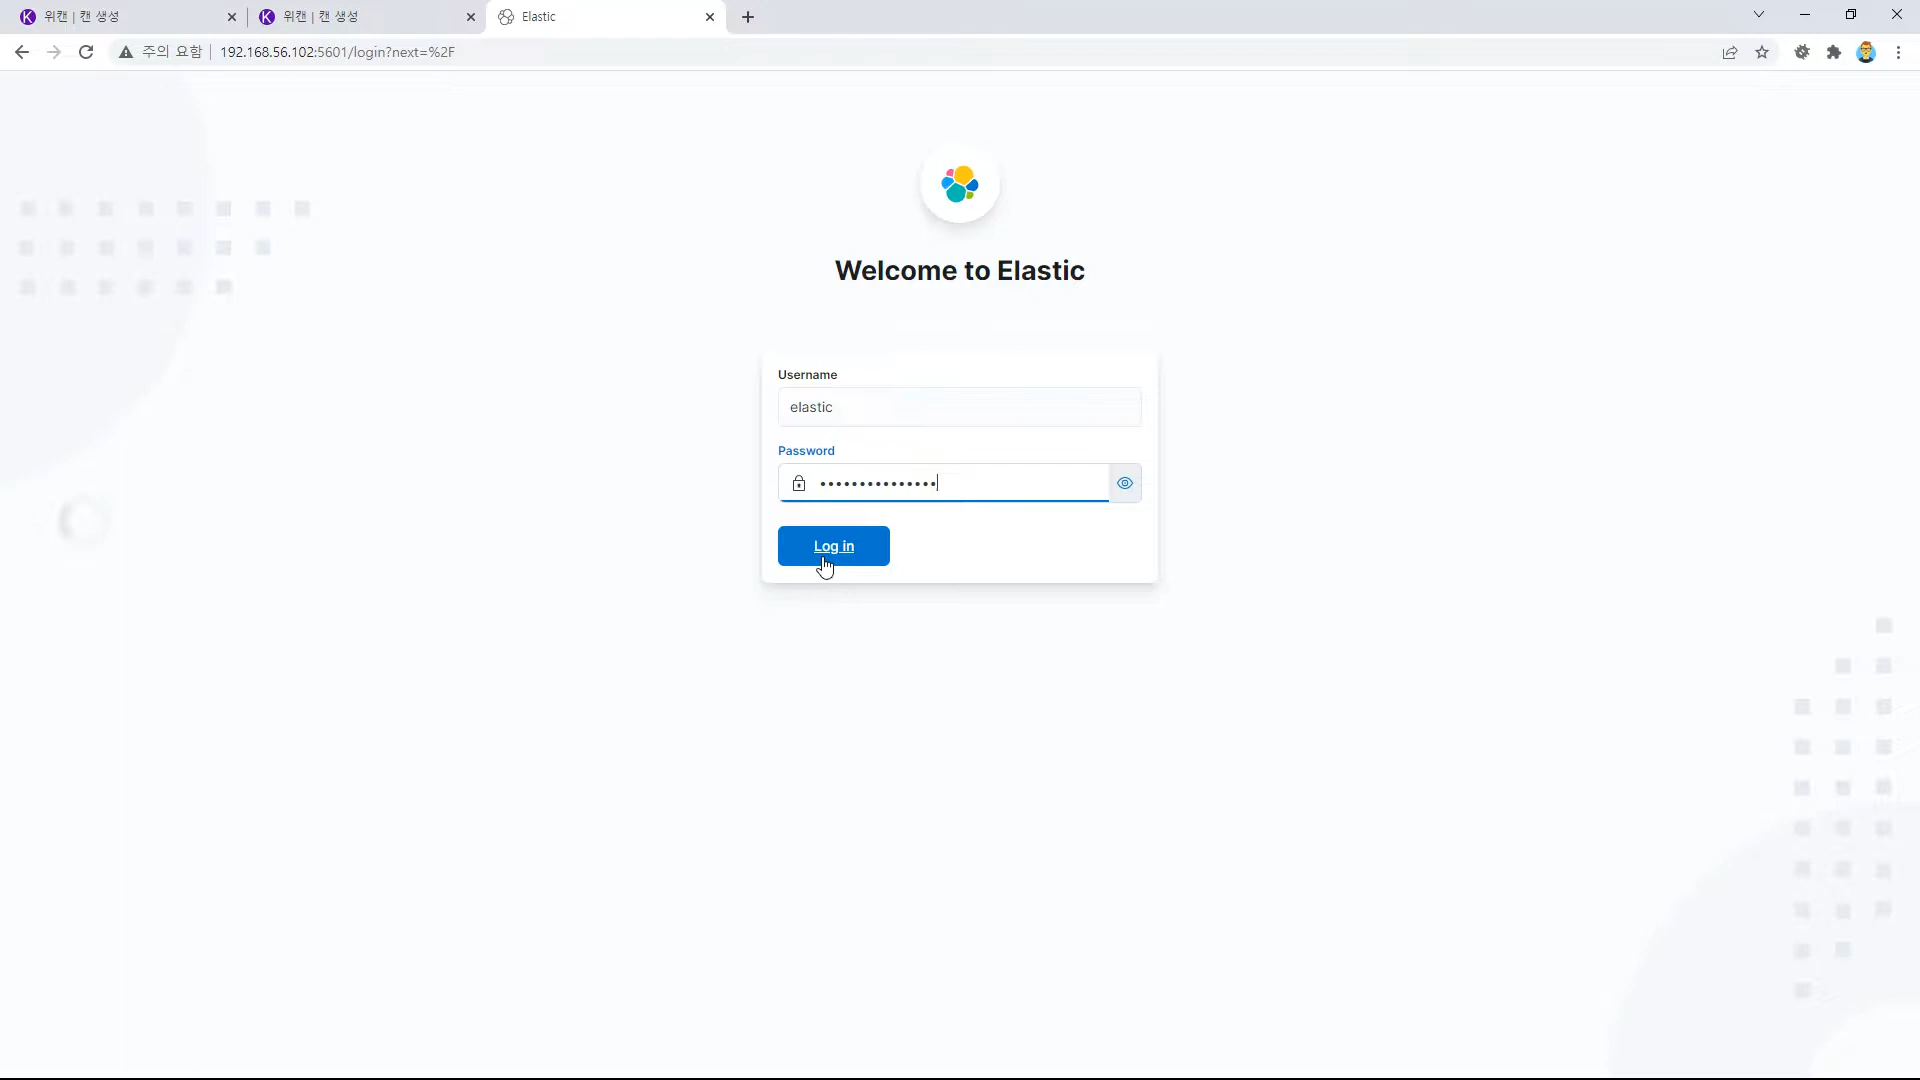 위캔 | 캔 생성
위캔 | 캔 생성
Elastic
주의 요함
192.168.56.102:5601/login?next=%2F
Welcome to Elastic
Username
elastic
Password
•••••••••••••••
Log in